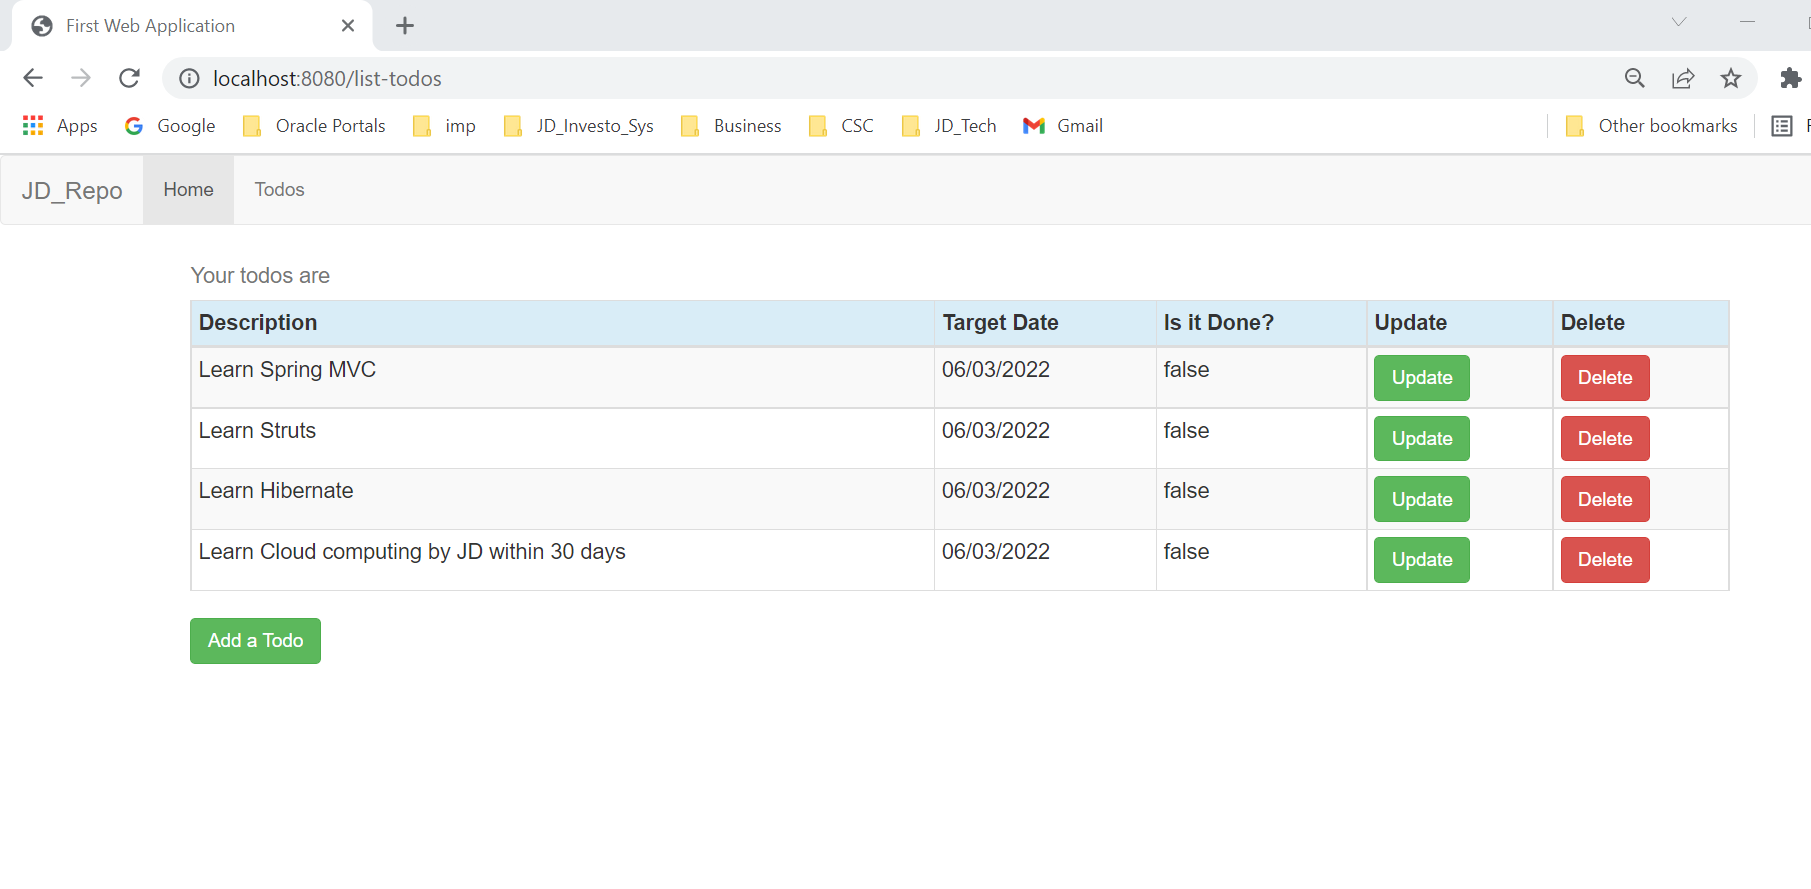 First Web Application
localhost:8080/list-todos
Apps Google Oracle Portals imp JD_Investo_Sys Business CSC JD_Tech Gmail Other bookmarks
JD_Repo Home Todos
Your todos are
Description Target Date Is it Done? Update Delete
Learn Spring MVC 06/03/2022 false Update Delete
Learn Struts 06/03/2022 false Update Delete
Learn Hibernate 06/03/2022 false Update Delete
Learn Cloud computing by JD within 30 days 06/03/2022 false Update Delete
Add a Todo